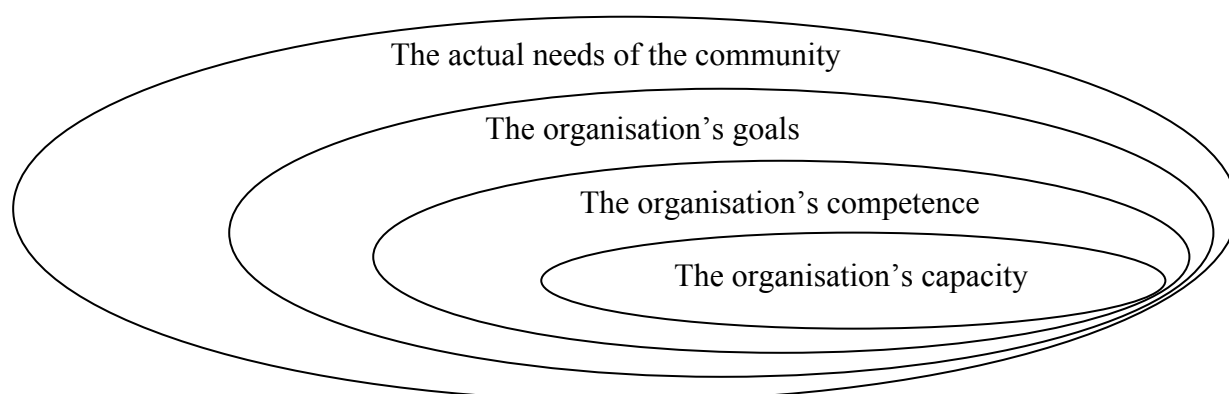 The actual needs of the community
The organisation’s goals
The organisation’s competence
The organisation’s capacity